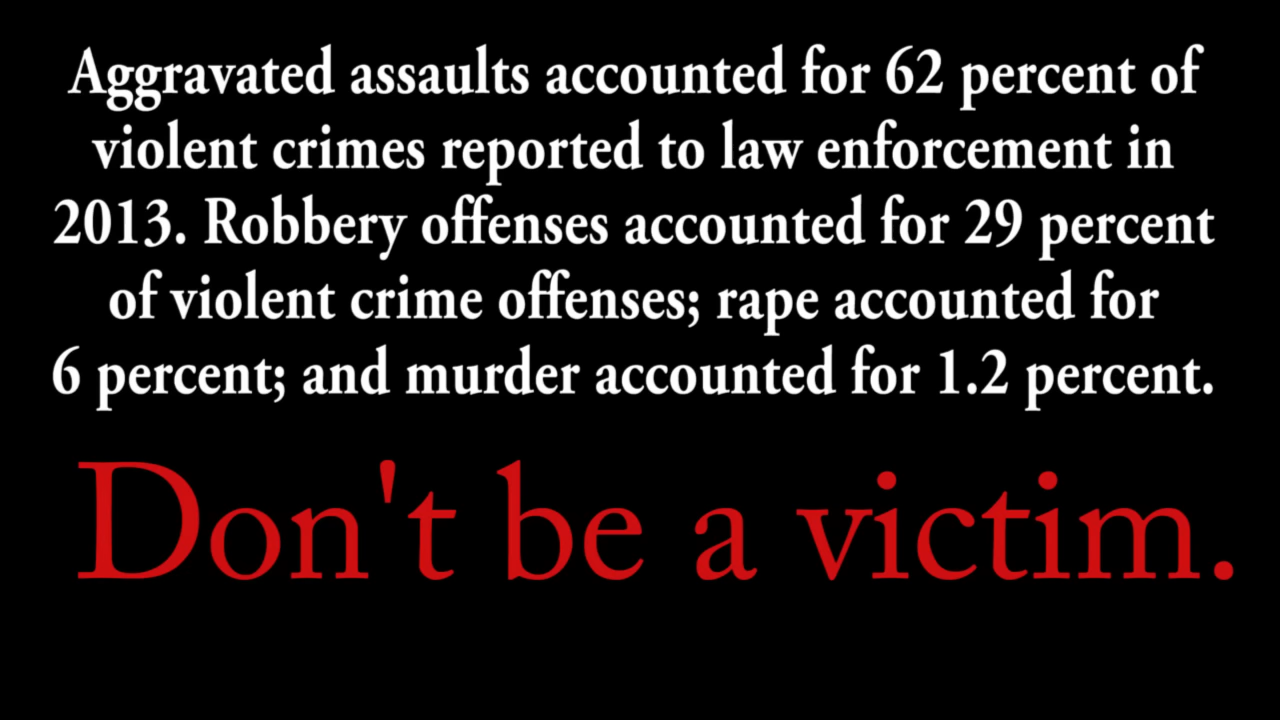 Aggravated assaults accounted for 62 percent of
violent crimes reported to law enforcement in
2013. Robbery offenses accounted for 29 percent
of violent crime offenses; rape accounted for
6 percent; and murder accounted for 1.2 percent.
Don't be a victim.